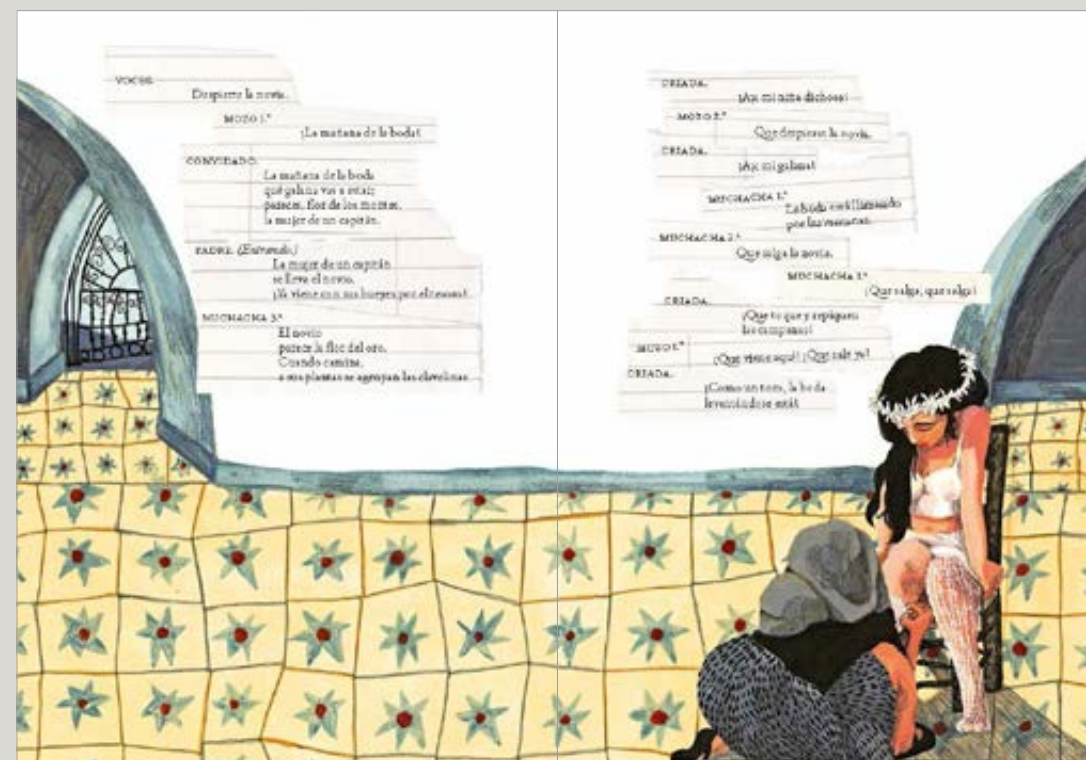 VOCES.
Despierte la novia.
MOZO 1.º
¡La mañana de la boda!
CONVIDADO.
La mañana de la boda
qué galana vas a estar;
pareces, flor de los montes,
la mujer de un capitán.
PADRE. (Entrando.)
La mujer de un capitán
se lleva el novio.
¡Ya viene con sus bueyes por el tesoro!
MUCHACHA 3.ª
El novio
parece la flor del oro.
Cuando camina,
a sus plantas se agrupan las clavelinas.
CRIADA.
¡Ay mi niña dichosa!
MOZO 2.º
Que despierte la novia.
CRIADA.
¡Ay mi galana!
MUCHACHA 1.ª
La boda está llamando
por las ventanas.
MUCHACHA 2.ª
Que salga la novia.
MUCHACHA 1.ª
¡Que salga, que salga!
CRIADA.
¡Que toquen y repiquen
las campanas!
MOZO 1.º
¡Que viene aquí! ¡Que sale ya!
CRIADA.
¡Como un toro, la boda
levantándose está!